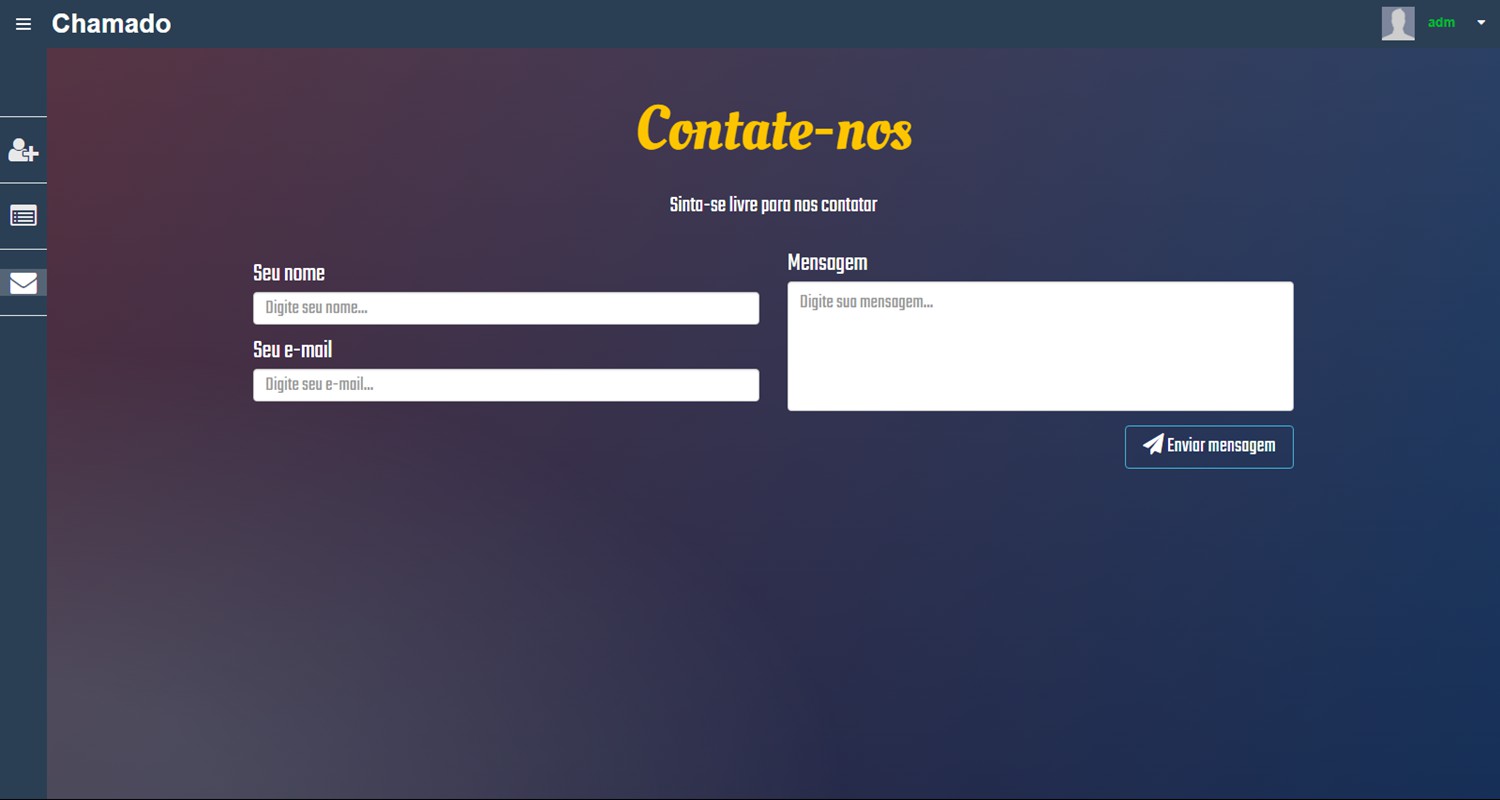 Chamado
adm
Contate-nos
Sinta-se livre para nos contatar
Seu nome
Digite seu nome...
Seu e-mail
Digite seu e-mail...
Mensagem
Digite sua mensagem...
Enviar mensagem